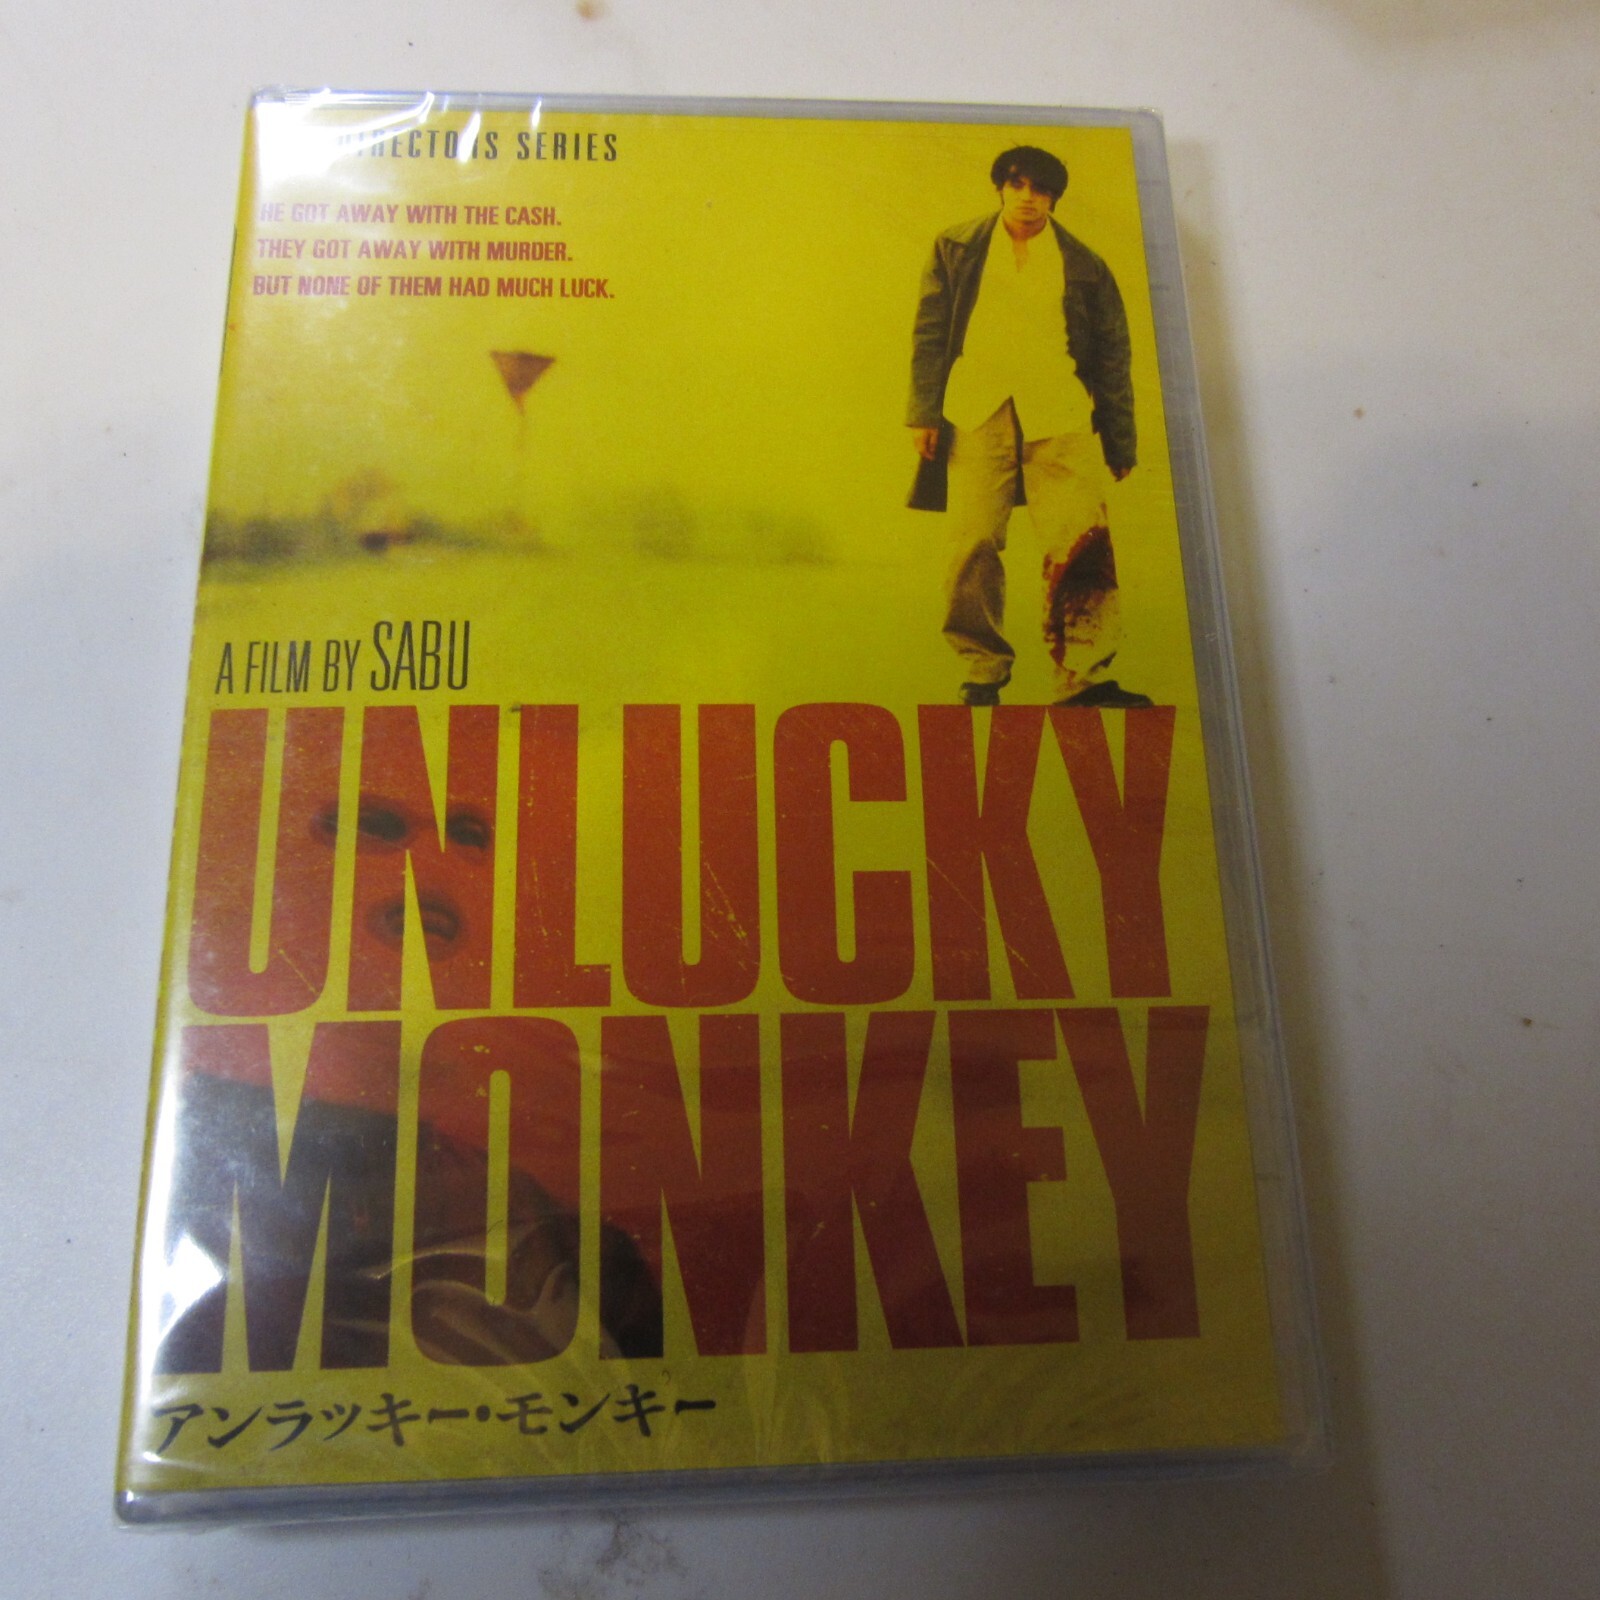 DIRECTORS SERIES
HE GOT AWAY WITH THE CASH.
THEY GOT AWAY WITH MURDER.
BUT NONE OF THEM HAD MUCH LUCK.
A FILM BY SABU
UNLUCKY
MONKEY
アンラッキー・モンキー